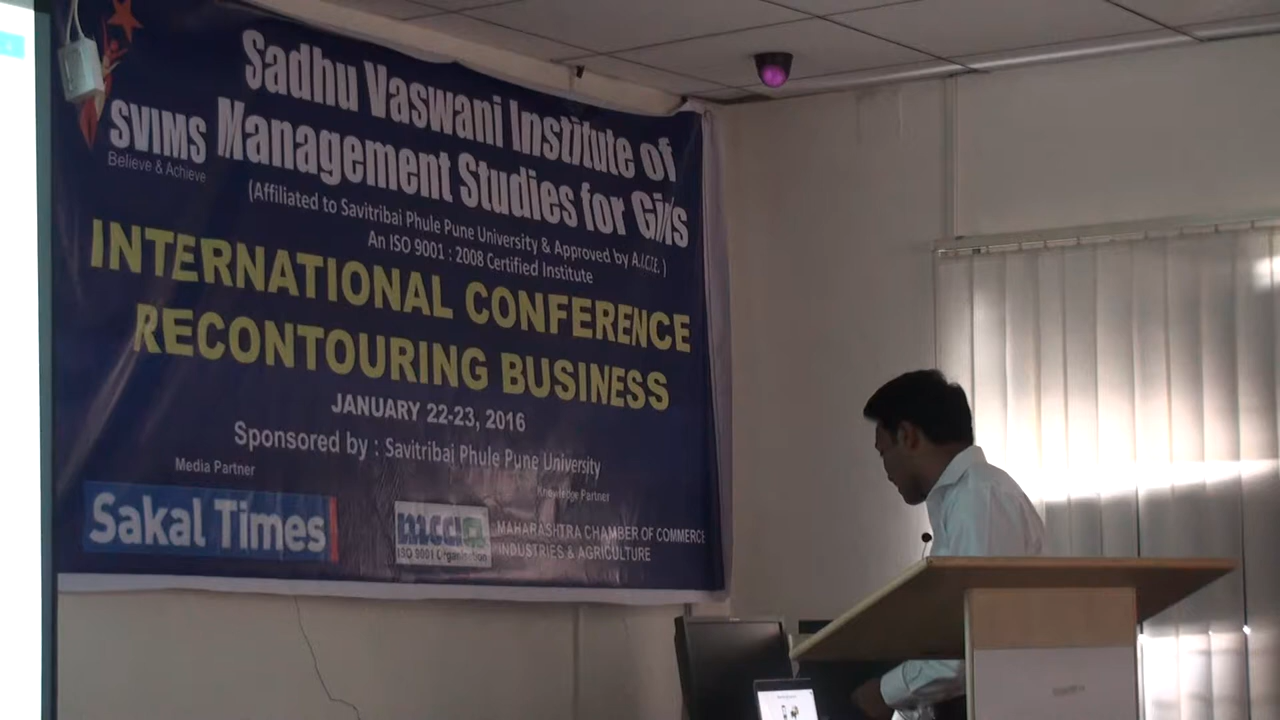 Sadhu Vaswani Institute of
Management Studies for Girls
SVIMS
Believe & Achieve
(Affiliated to Savitribai Phule Pune University & Approved by A.I.C.T.E. )
An ISO 9001 : 2008 Certified Institute
INTERNATIONAL CONFERENCE
RECONTOURING BUSINESS
JANUARY 22-23, 2016
Sponsored by : Savitribai Phule Pune University
Media Partner
Knowledge Partner
Sakal Times
ISO 9001 Organisation
MAHARASHTRA CHAMBER OF COMMERCE
INDUSTRIES & AGRICULTURE